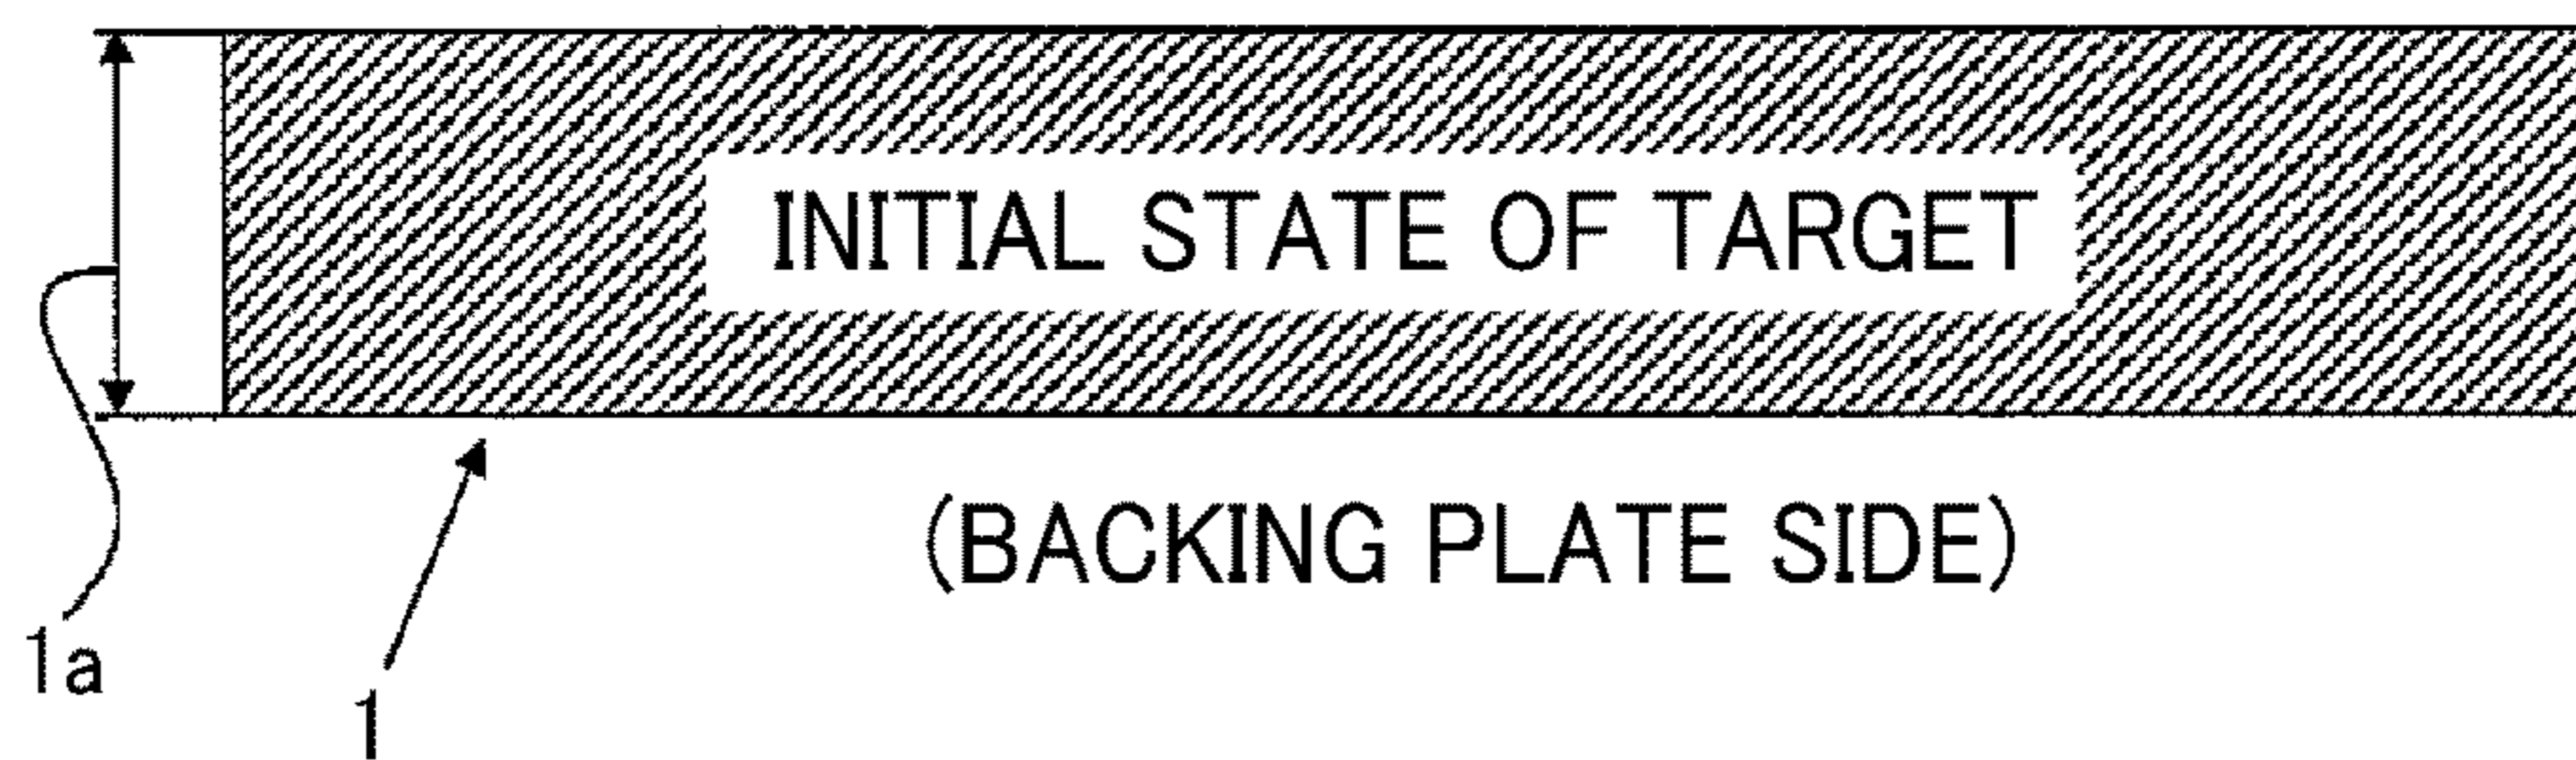 INITIAL STATE OF TARGET
(BACKING PLATE SIDE)
1a
1